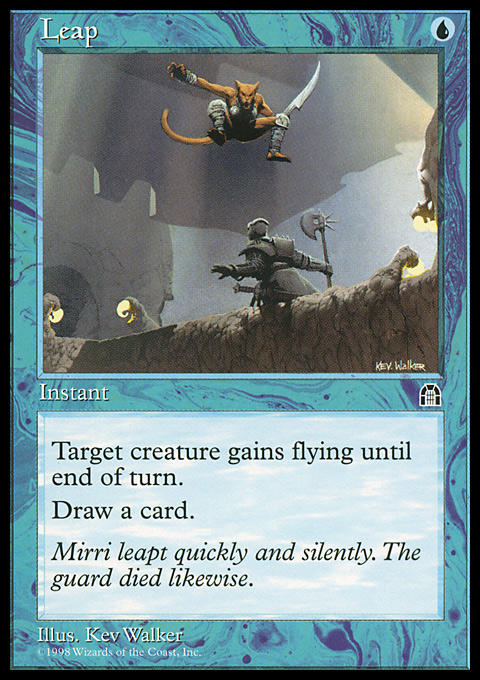 Leap
KEV. WALKER
Instant
Target creature gains flying until
end of turn.
Draw a card.
Mirri leapt quickly and silently. The
guard died likewise.
Illus. Kev Walker
©1998 Wizards of the Coast, Inc.